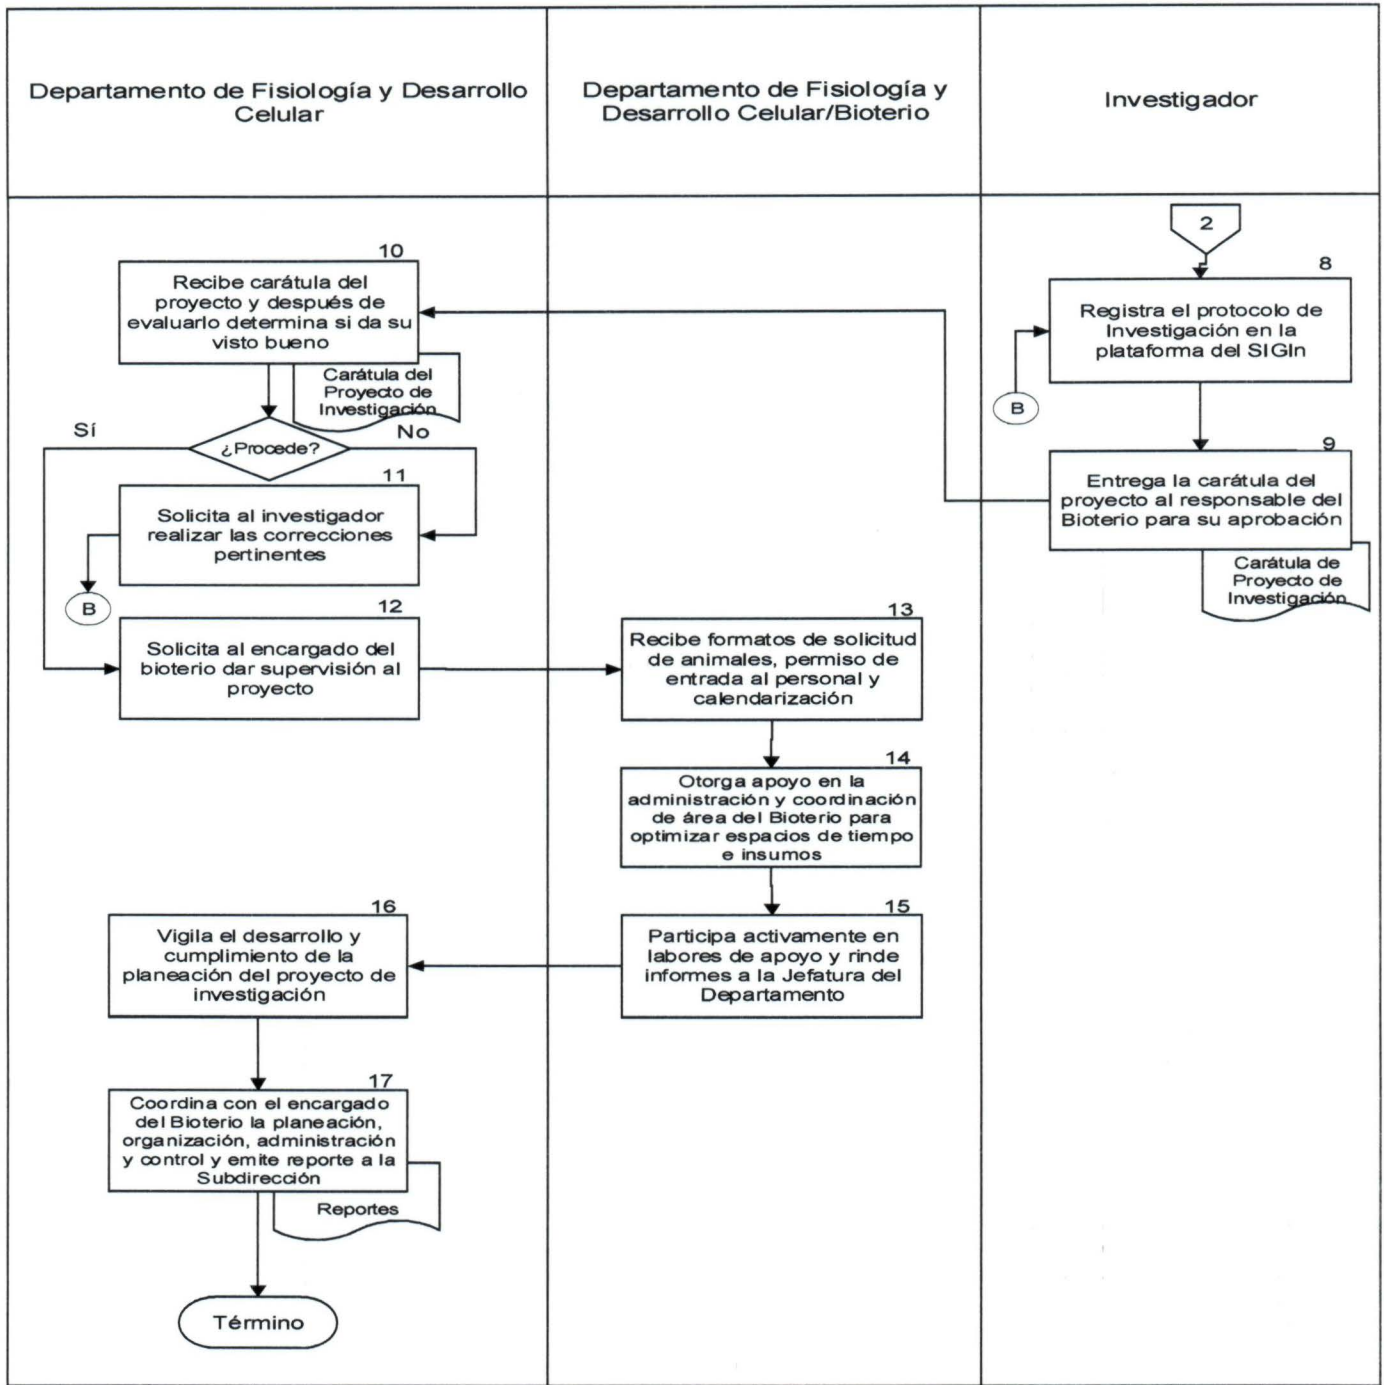 Departamento de Fisiología y Desarrollo
Celular
Departamento de Fisiología y
Desarrollo Celular/Bioterio
Investigador
2
8
Registra el protocolo de
Investigación en la
plataforma del SIGIn
B
9
Entrega la carátula del
proyecto al responsable del
Bioterio para su aprobación
Carátula de
Proyecto de
Investigación
10
Recibe carátula del
proyecto y después de
evaluarlo determina si da su
visto bueno
Carátula del
Proyecto de
Investigación
¿Procede?
Sí
No
11
Solicita al investigador
realizar las correcciones
pertinentes
B
12
Solicita al encargado del
bioterio dar supervisión al
proyecto
13
Recibe formatos de solicitud
de animales, permiso de
entrada al personal y
calendarización
14
Otorga apoyo en la
administración y coordinación
de área del Bioterio para
optimizar espacios de tiempo
e insumos
15
Participa activamente en
labores de apoyo y rinde
informes a la Jefatura del
Departamento
16
Vigila el desarrollo y
cumplimiento de la
planeación del proyecto de
investigación
17
Coordina con el encargado
del Bioterio la planeación,
organización, administración
y control y emite reporte a la
Subdirección
Reportes
Término